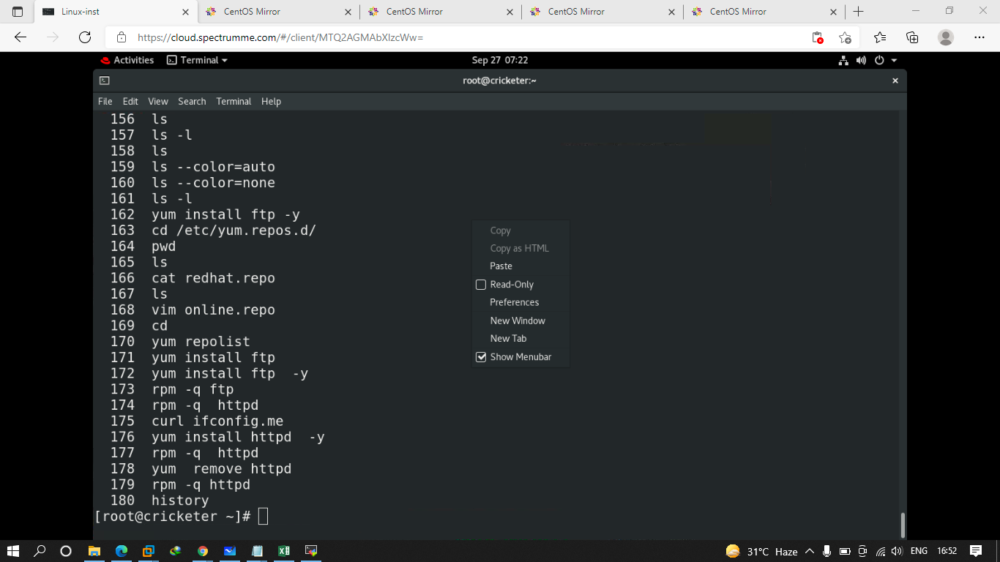 Linux-inst
CentOS Mirror
CentOS Mirror
CentOS Mirror
CentOS Mirror
https://cloud.spectrumme.com/#/client/MTQ2AGMAbXlzcWw=
Activities
Terminal
Sep 27 07:22
root@cricketer:~
File Edit View Search Terminal Help
156 ls
157 ls -l
158 ls
159 ls --color=auto
160 ls --color=none
161 ls -l
162 yum install ftp -y
163 cd /etc/yum.repos.d/
164 pwd
165 ls
166 cat redhat.repo
167 ls
168 vim online.repo
169 cd
170 yum repolist
171 yum install ftp
172 yum install ftp  -y
173 rpm -q ftp
174 rpm -q  httpd
175 curl ifconfig.me
176 yum install httpd  -y
177 rpm -q  httpd
178 yum  remove httpd
179 rpm -q httpd
180 history
[root@cricketer ~]#
Copy
Copy as HTML
Paste
Read-Only
Preferences
New Window
New Tab
Show Menubar
31°C Haze
ENG
16:52